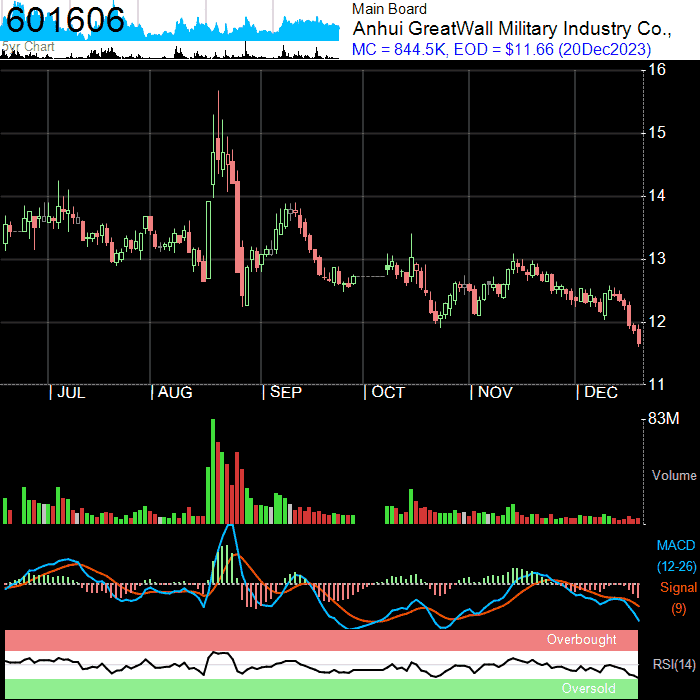 601606
5yr Chart
Main Board
Anhui GreatWall Military Industry Co.,
MC = 844.5K, EOD = $11.66 (20Dec2023)
16
15
14
13
12
11
JUL
AUG
SEP
OCT
NOV
DEC
83M
Volume
MACD
(12-26)
Signal
(9)
Overbought
RSI(14)
Oversold